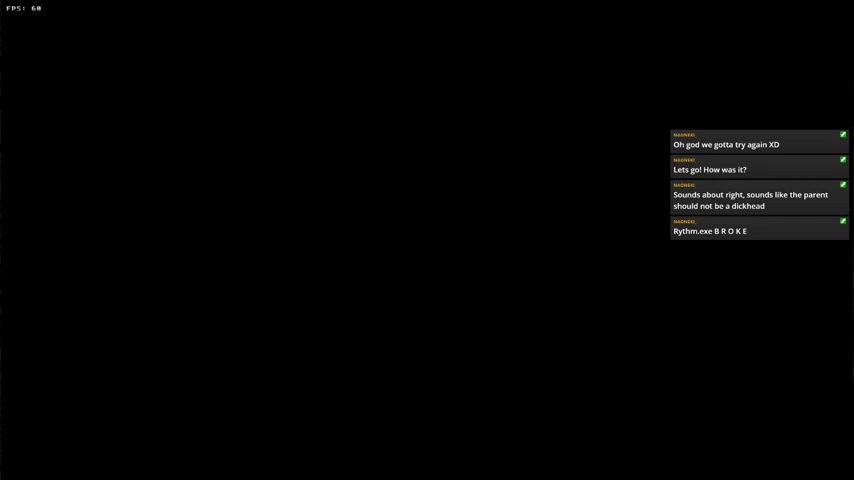 FPS: 60
NAONEKI_
Oh god we gotta try again XD
NAONEKI_
Lets go! How was it?
NAONEKI_
Sounds about right, sounds like the parent
should not be a dickhead
NAONEKI_
Rythm.exe B R O K E